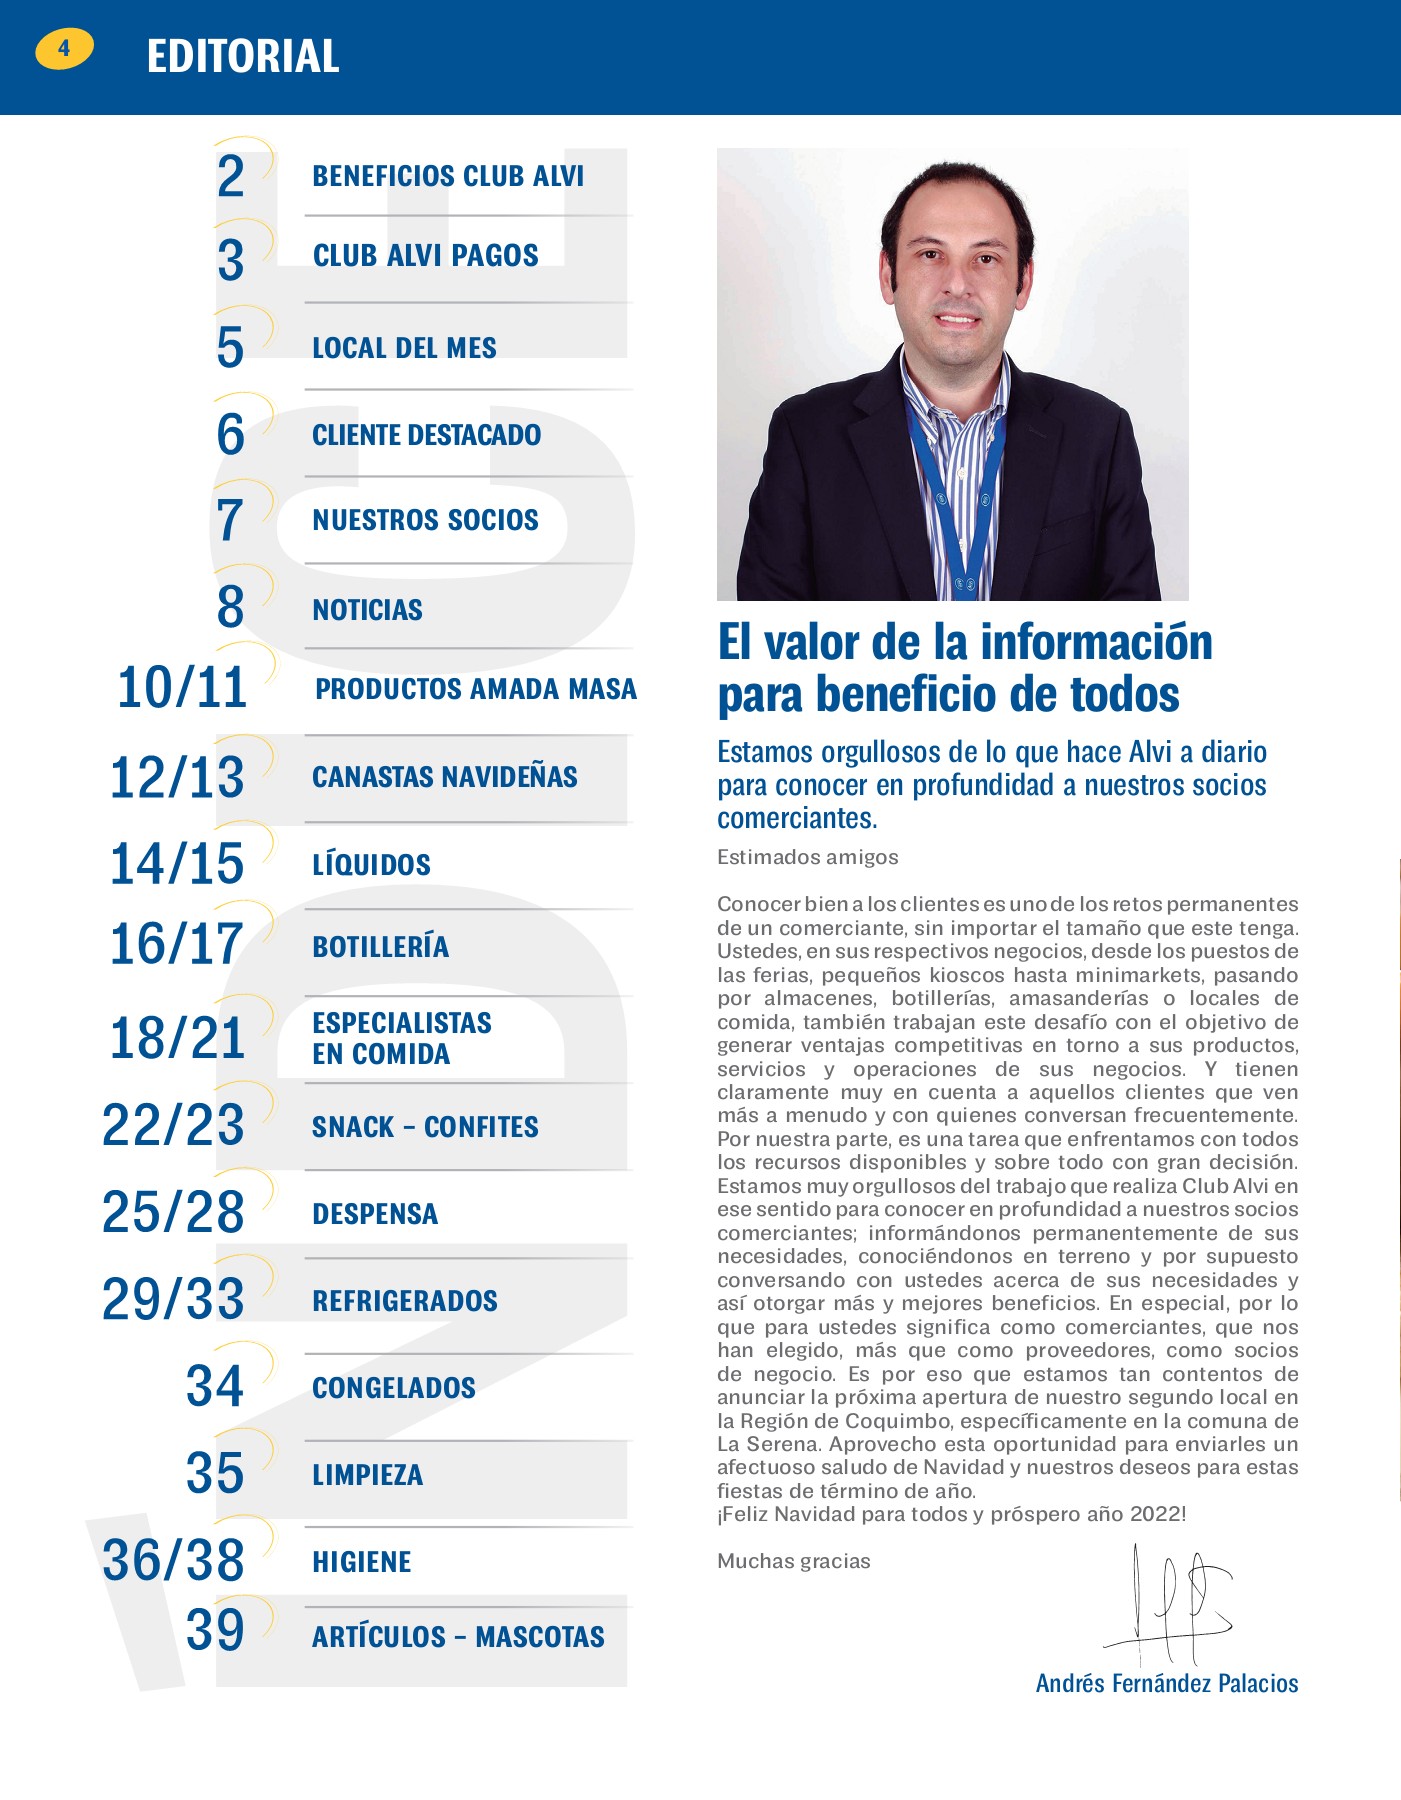 4
EDITORIAL
ÍNDICE
2
BENEFICIOS CLUB ALVI
3
CLUB ALVI PAGOS
5
LOCAL DEL MES
6
CLIENTE DESTACADO
7
NUESTROS SOCIOS
8
NOTICIAS
10/11
PRODUCTOS AMADA MASA
12/13
CANASTAS NAVIDEÑAS
14/15
LÍQUIDOS
16/17
BOTILLERÍA
18/21
ESPECIALISTAS
EN COMIDA
22/23
SNACK – CONFITES
25/28
DESPENSA
29/33
REFRIGERADOS
34
CONGELADOS
35
LIMPIEZA
36/38
HIGIENE
39
ARTÍCULOS – MASCOTAS
El valor de la información
para beneficio de todos
Estamos orgullosos de lo que hace Alvi a diario
para conocer en profundidad a nuestros socios
comerciantes.
Estimados amigos
Conocer bien a los clientes es uno de los retos permanentes
de un comerciante, sin importar el tamaño que este tenga.
Ustedes, en sus respectivos negocios, desde los puestos de
las ferias, pequeños kioscos hasta minimarkets, pasando
por almacenes, botillerías, amasanderías o locales de
comida, también trabajan este desafío con el objetivo de
generar ventajas competitivas en torno a sus productos,
servicios y operaciones de sus negocios. Y tienen
claramente muy en cuenta a aquellos clientes que ven
más a menudo y con quienes conversan frecuentemente.
Por nuestra parte, es una tarea que enfrentamos con todos
los recursos disponibles y sobre todo con gran decisión.
Estamos muy orgullosos del trabajo que realiza Club Alvi en
ese sentido para conocer en profundidad a nuestros socios
comerciantes; informándonos permanentemente de sus
necesidades, conociéndonos en terreno y por supuesto
conversando con ustedes acerca de sus necesidades y
así otorgar más y mejores beneficios. En especial, por lo
que para ustedes significa como comerciantes, que nos
han elegido, más que como proveedores, como socios
de negocio. Es por eso que estamos tan contentos de
anunciar la próxima apertura de nuestro segundo local en
la Región de Coquimbo, específicamente en la comuna de
La Serena. Aprovecho esta oportunidad para enviarles un
afectuoso saludo de Navidad y nuestros deseos para estas
fiestas de término de año.
¡Feliz Navidad para todos y próspero año 2022!
Muchas gracias
Andrés Fernández Palacios